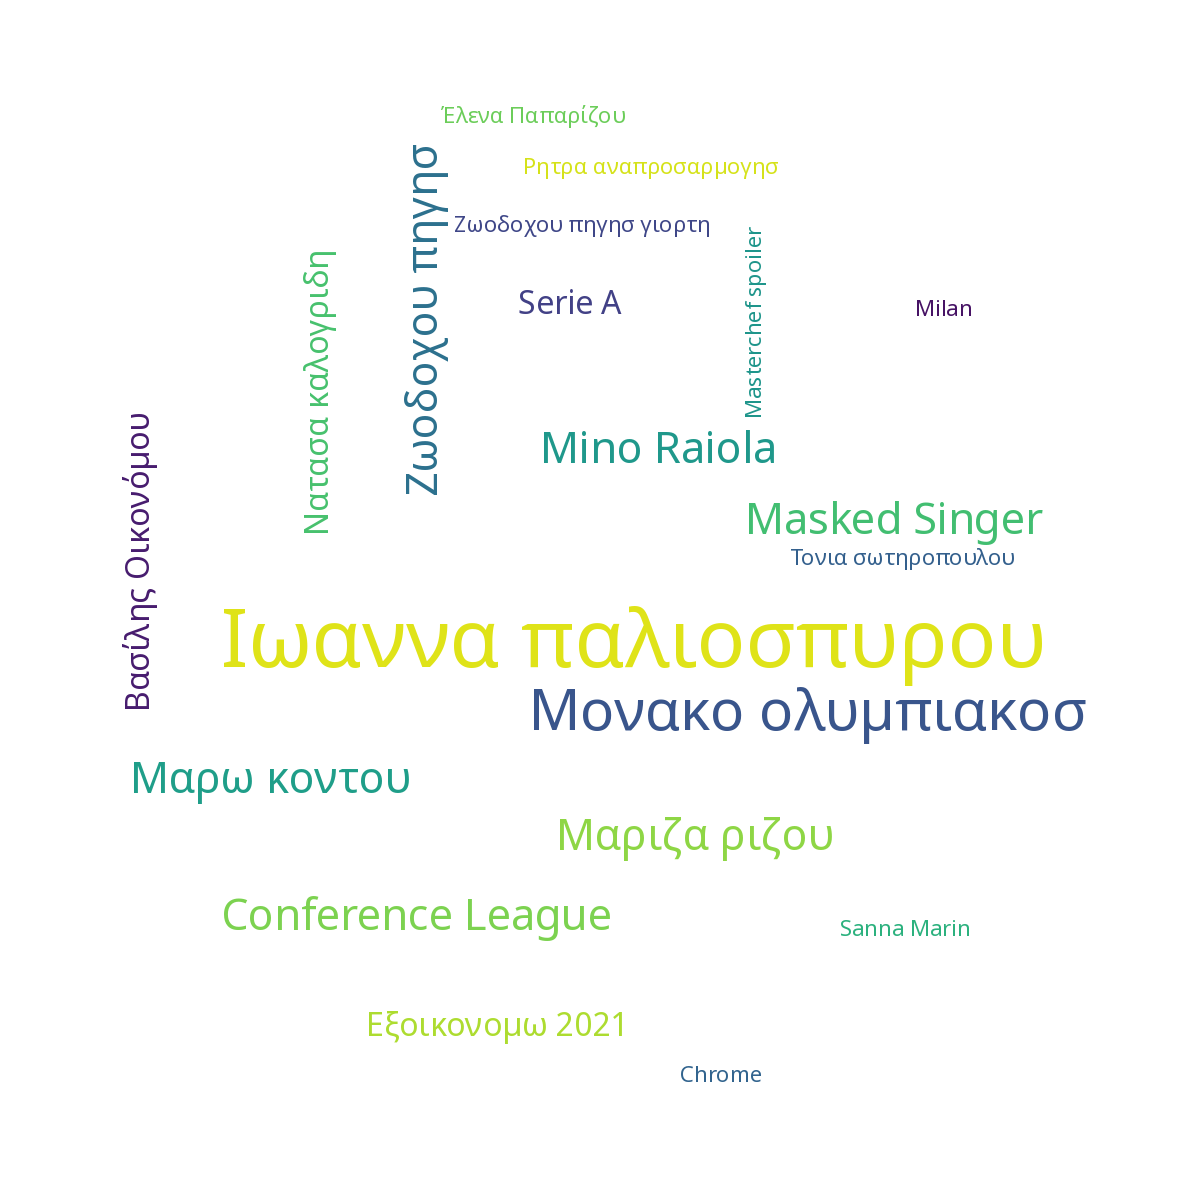 Έλενα Παπαρίζου
Ρητρα αναπροσαρμογησ
Ζωοδοχου πηγησ
Ζωοδοχου πηγησ γιορτη
Masterchef spoiler
Νατασα καλογριδη
Serie A
Milan
Βασίλης Οικονόμου
Mino Raiola
Masked Singer
Τονια σωτηροπουλου
Ιωαννα παλιοσπυρου
Μονακο ολυμπιακοσ
Μαρω κοντου
Μαριζα ριζου
Conference League
Sanna Marin
Εξοικονομω 2021
Chrome